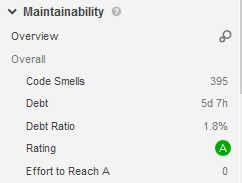 Maintainability ?
Overview
Overall
Code Smells 395
Debt 5d 7h
Debt Ratio 1.8%
Rating A
Effort to Reach A 0